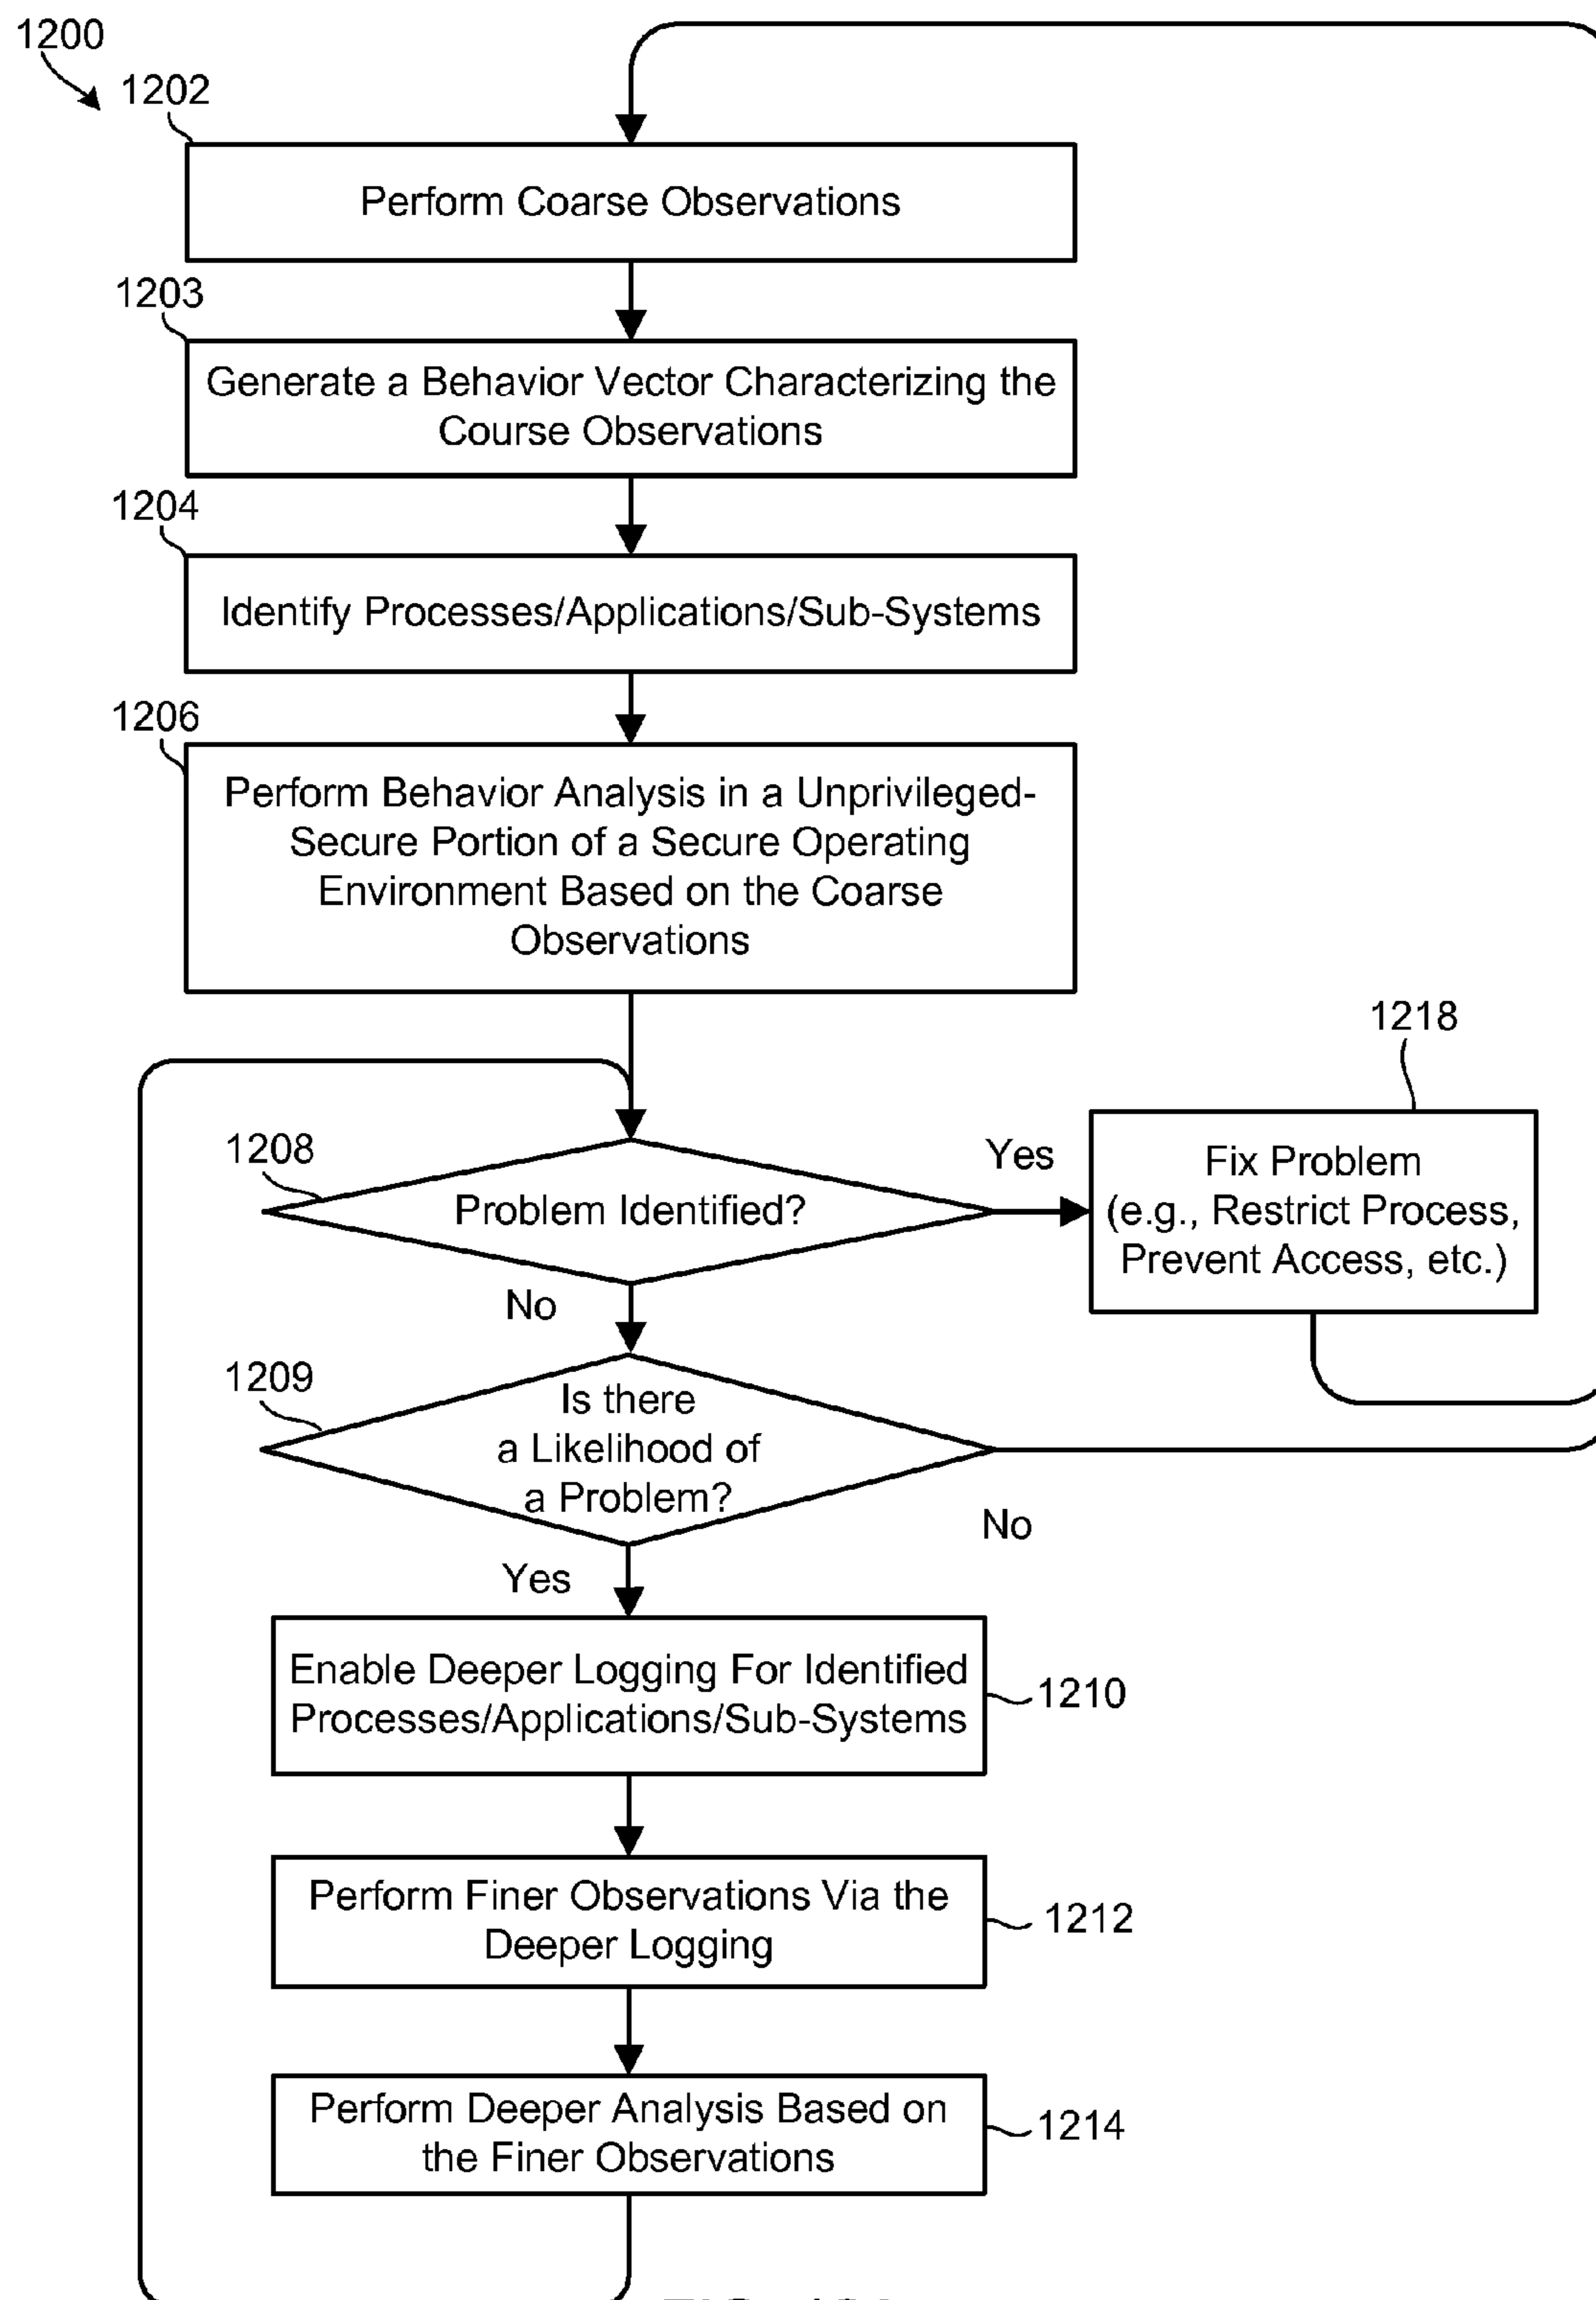 1200
1202
Perform Coarse Observations
1203
Generate a Behavior Vector Characterizing the
Course Observations
1204
Identify Processes/Applications/Sub-Systems
1206
Perform Behavior Analysis in a Unprivileged-
Secure Portion of a Secure Operating
Environment Based on the Coarse
Observations
1218
1208
Problem Identified?
Yes
Fix Problem
(e.g., Restrict Process,
Prevent Access, etc.)
No
1209
Is there
a Likelihood of
a Problem?
No
Yes
Enable Deeper Logging For Identified
Processes/Applications/Sub-Systems
1210
Perform Finer Observations Via the
Deeper Logging
1212
Perform Deeper Analysis Based on
the Finer Observations
1214